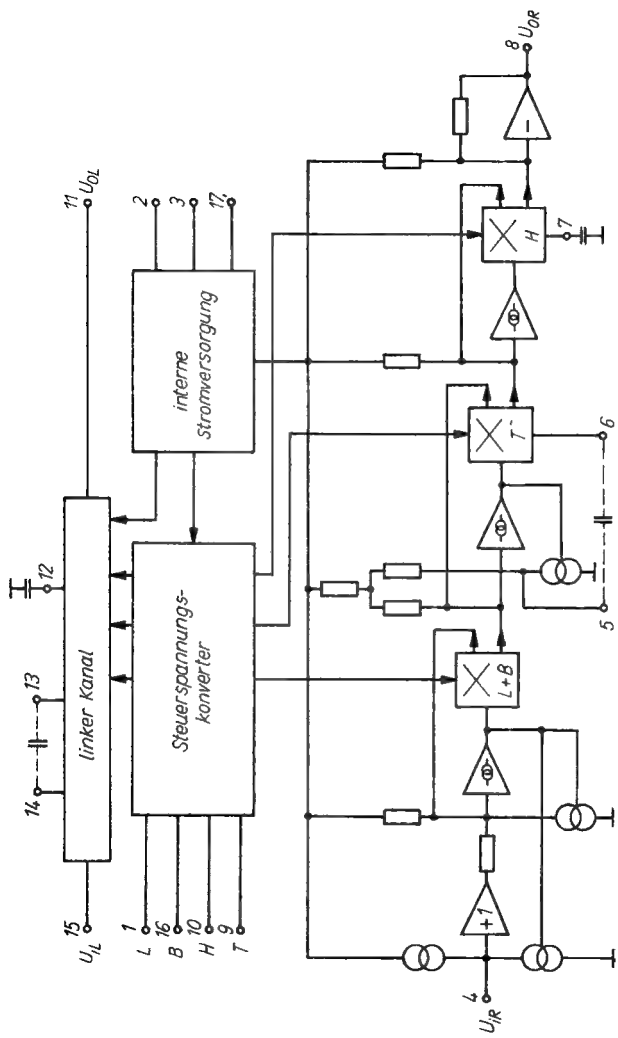 15
U_iL
14
13
12
11
U_OL
linker Kanal
1
L
16
B
10
H
9
T
Steuerspannungs-
konverter
interne
Stromversorgung
2
3
17
4
U_iR
+1
L+B
5
6
T
H
7
−
8
U_OR